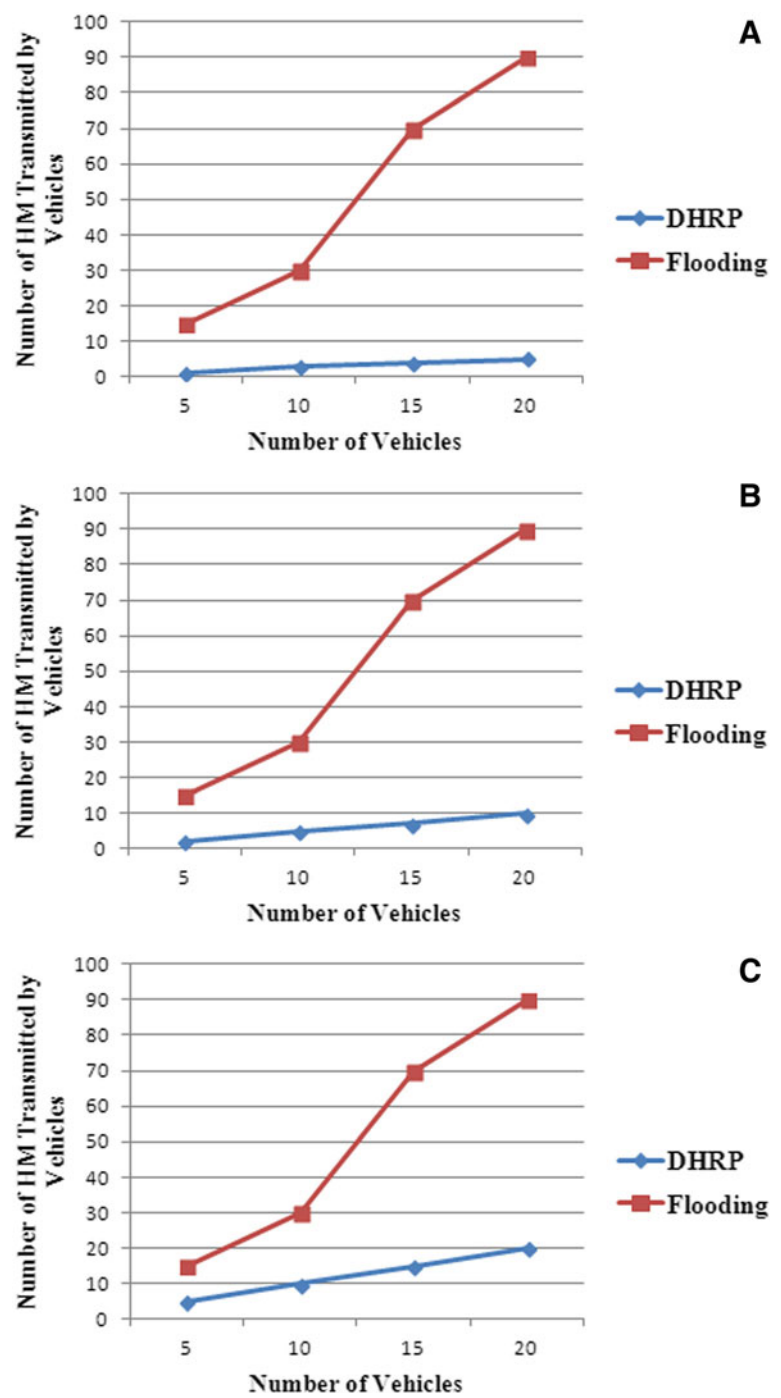 A
100
90
80
70
60
50
40
30
20
10
0
5 10 15 20
Number of HM Transmitted by
Vehicles
Number of Vehicles
DHRP
Flooding
B
100
90
80
70
60
50
40
30
20
10
0
5 10 15 20
Number of HM Transmitted by
Vehicles
Number of Vehicles
DHRP
Flooding
C
100
90
80
70
60
50
40
30
20
10
0
5 10 15 20
Number of HM Transmitted by
Vehicles
Number of Vehicles
DHRP
Flooding